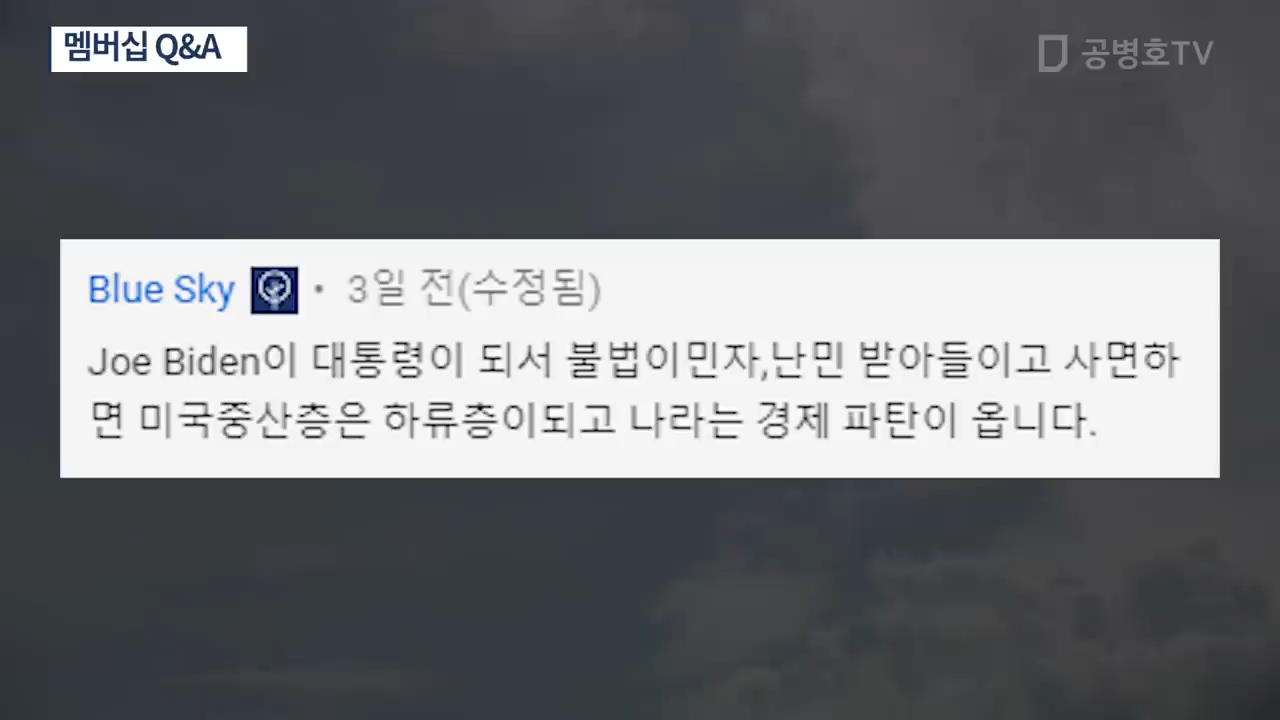 멤버십 Q&A
공병호TV
Blue Sky • 3일 전(수정됨)
Joe Biden이 대통령이 되서 불법이민자,난민 받아들이고 사면하
면 미국중산층은 하류층이되고 나라는 경제 파탄이 옵니다.